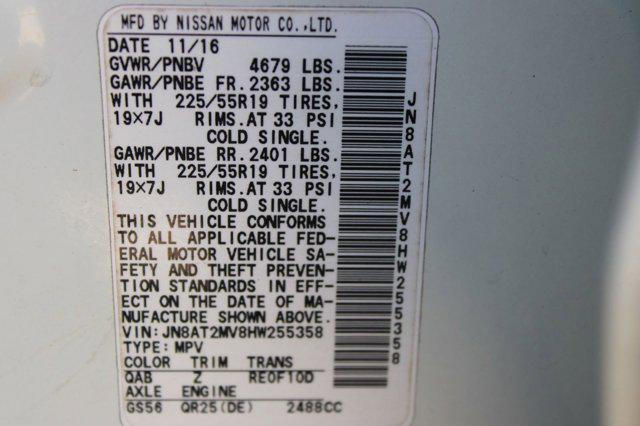 MFD BY NISSAN MOTOR CO.,LTD.
DATE 11/16
GVWR/PNBV 4679 LBS.
GAWR/PNBE FR. 2363 LBS.
WITH 225/55R19 TIRES,
19×7J RIMS.AT 33 PSI
COLD SINGLE.
GAWR/PNBE RR. 2401 LBS.
WITH 225/55R19 TIRES,
19×7J RIMS.AT 33 PSI
COLD SINGLE.
THIS VEHICLE CONFORMS
TO ALL APPLICABLE FED-
ERAL MOTOR VEHICLE SA-
FETY AND THEFT PREVEN-
TION STANDARDS IN EFF-
ECT ON THE DATE OF MA-
NUFACTURE SHOWN ABOVE.
VIN: JN8AT2MV8HW255358
TYPE: MPV
COLOR TRIM TRANS
QAB Z RE0F10D
AXLE ENGINE
GS56 QR25(DE) 2488CC
JN8AT2MV8HW255358